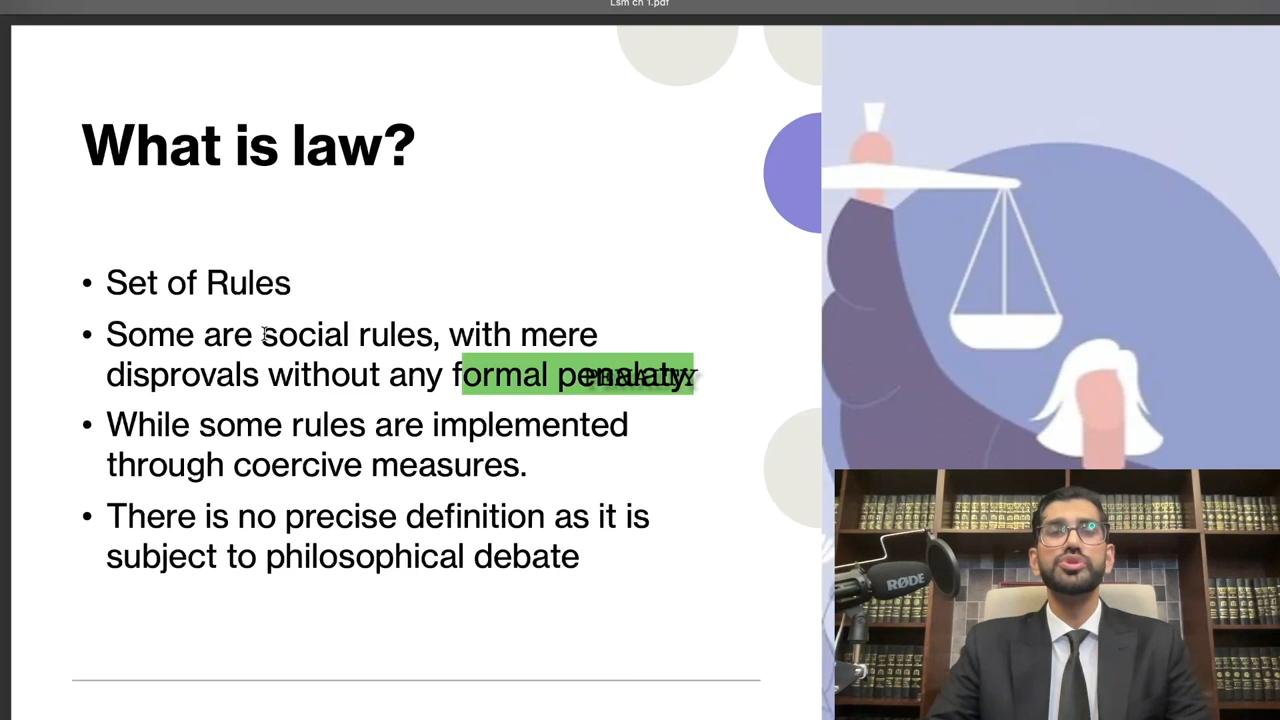 Lsm ch 1.pdf
What is law?
• Set of Rules
• Some are social rules, with mere
disprovals without any formal penalaty.
PENALTY
• While some rules are implemented
through coercive measures.
• There is no precise definition as it is
subject to philosophical debate
RØDE